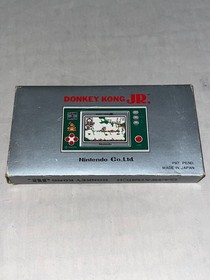 DONKEY KONG JR.
Nintendo Co.,Ltd.
PAT. PEND.
MADE IN JAPAN